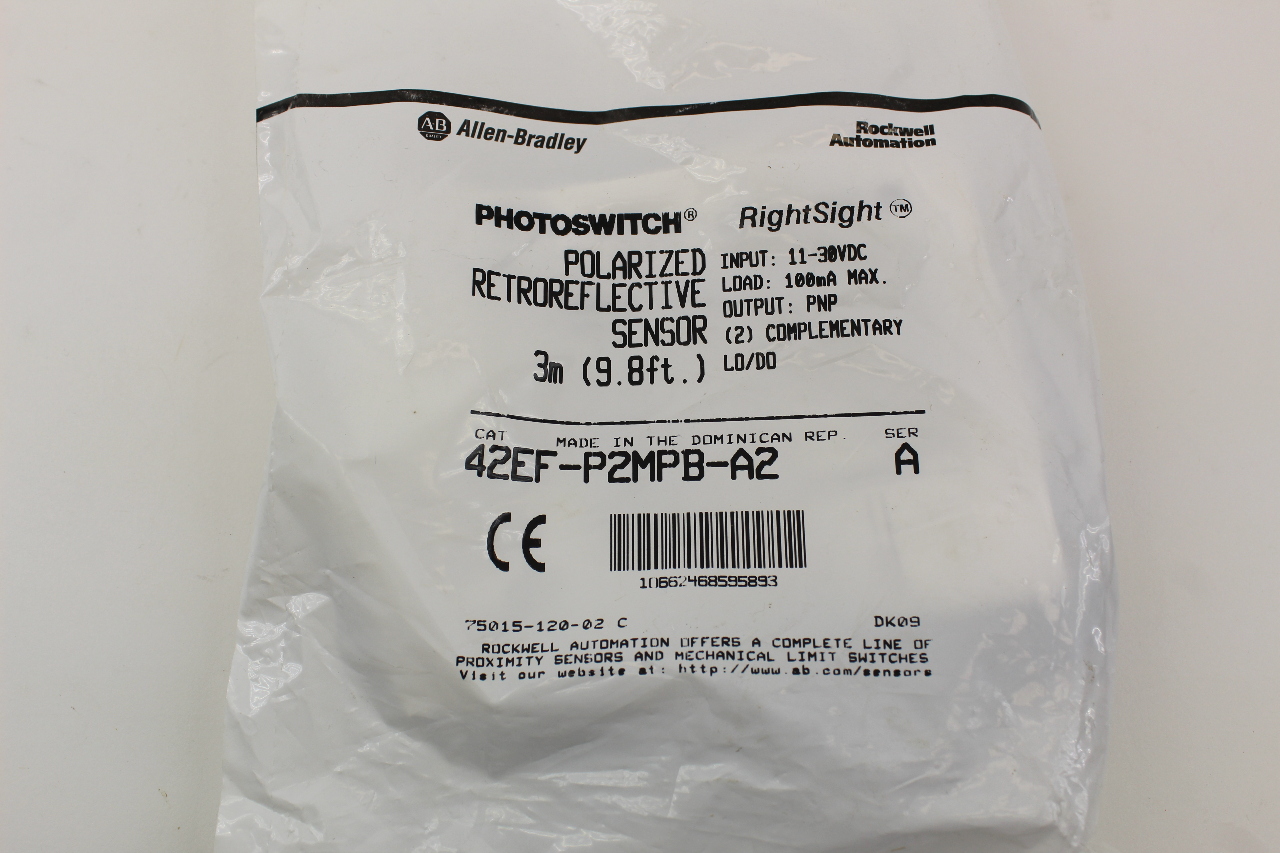 AB Allen-Bradley
Rockwell
Automation
PHOTOSWITCH® RightSight™
POLARIZED
RETROREFLECTIVE
SENSOR
3m (9.8ft.)
INPUT: 11-30VDC
LOAD: 100mA MAX.
OUTPUT: PNP
(2) COMPLEMENTARY
LO/DO
CAT MADE IN THE DOMINICAN REP. SER
42EF-P2MPB-A2 A
CE
10662468595893
75015-120-02 C DK09
ROCKWELL AUTOMATION OFFERS A COMPLETE LINE OF
PROXIMITY SENSORS AND MECHANICAL LIMIT SWITCHES
Visit our website at: http://www.ab.com/sensors